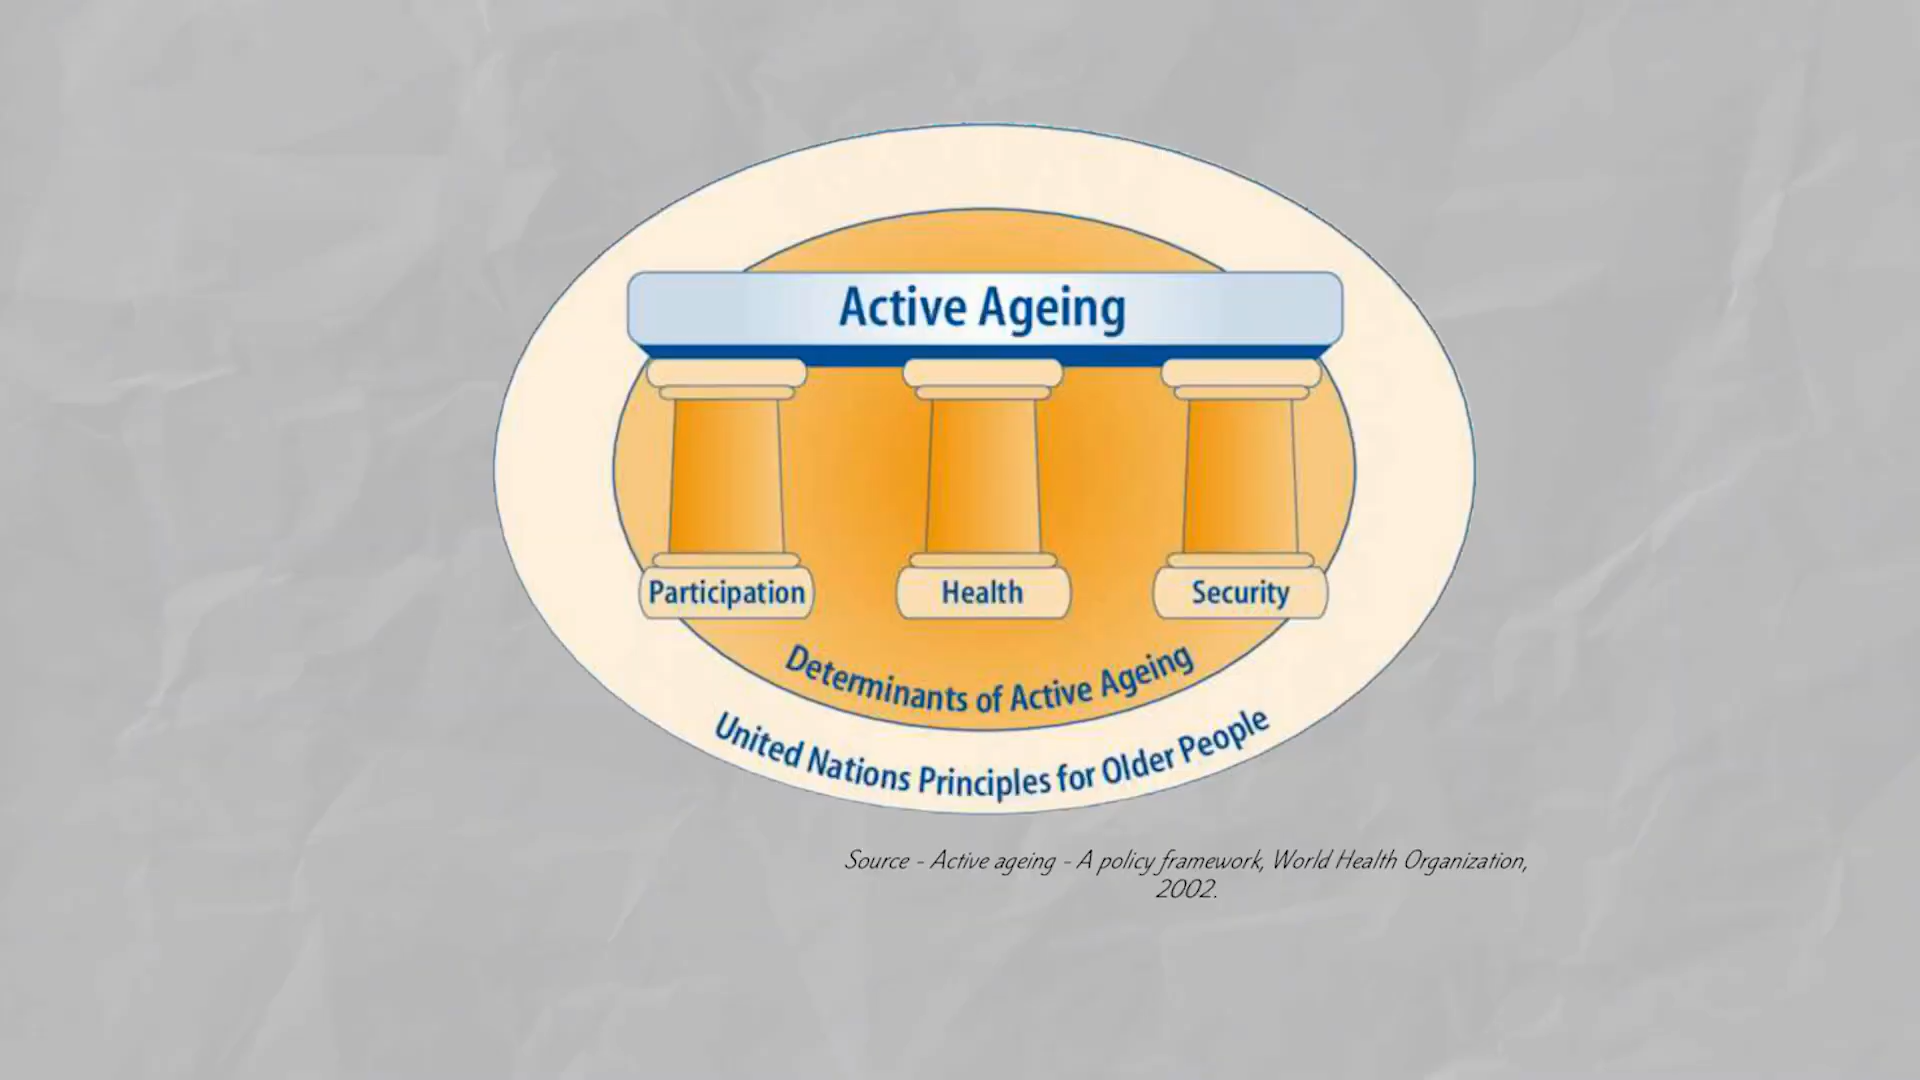 Active Ageing
Participation
Health
Security
Determinants of Active Ageing
United Nations Principles for Older People
Source - Active ageing - A policy framework, World Health Organization,
2002.